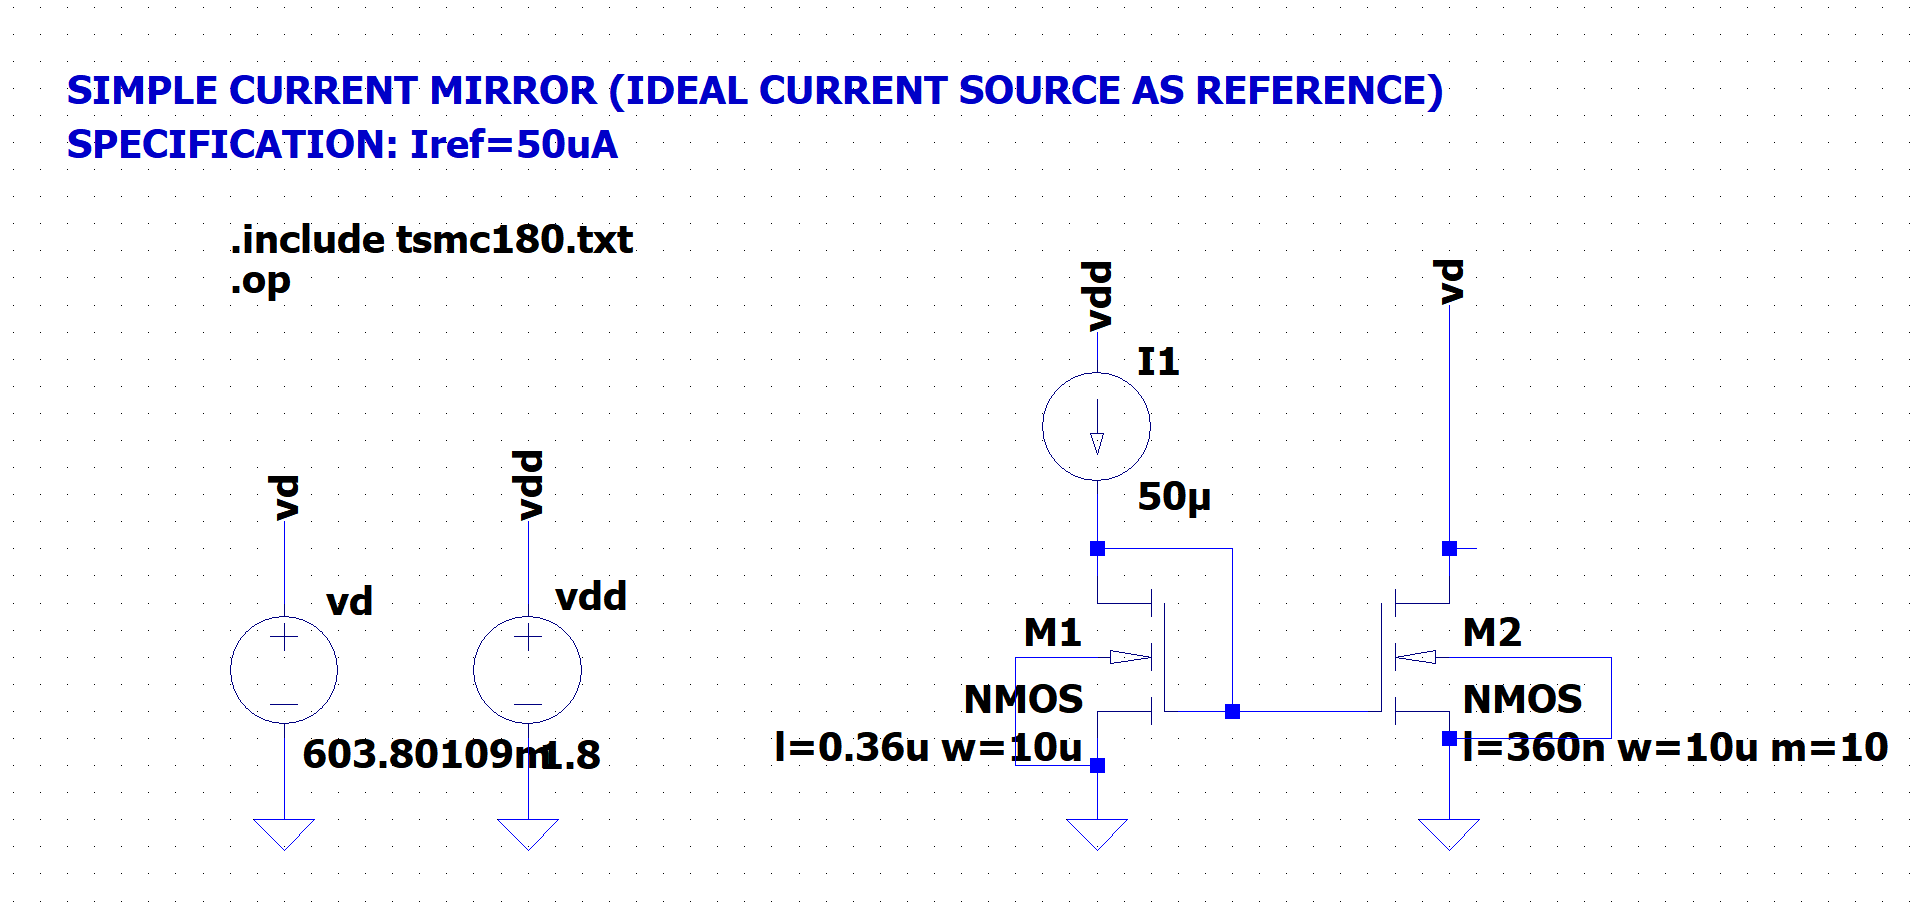 SIMPLE CURRENT MIRROR (IDEAL CURRENT SOURCE AS REFERENCE)
SPECIFICATION: Iref=50uA
.include tsmc180.txt
.op
vdd
vd
I1
50µ
vd
vdd
vd
vdd
603.80109m
1.8
M1
NMOS
l=0.36u w=10u
M2
NMOS
l=360n w=10u m=10